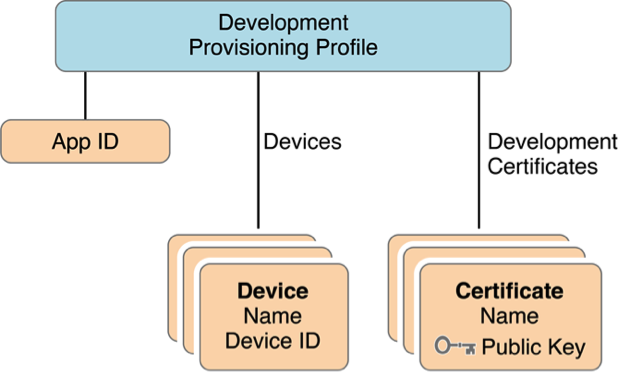 Development
Provisioning Profile
App ID
Devices
Development
Certificates
Device
Name
Device ID
Certificate
Name
Public Key